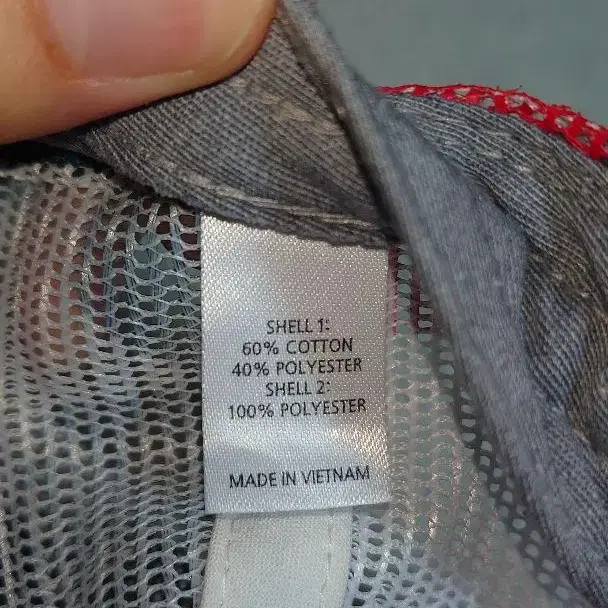 SHELL 1:
60% COTTON
40% POLYESTER
SHELL 2:
100% POLYESTER
MADE IN VIETNAM